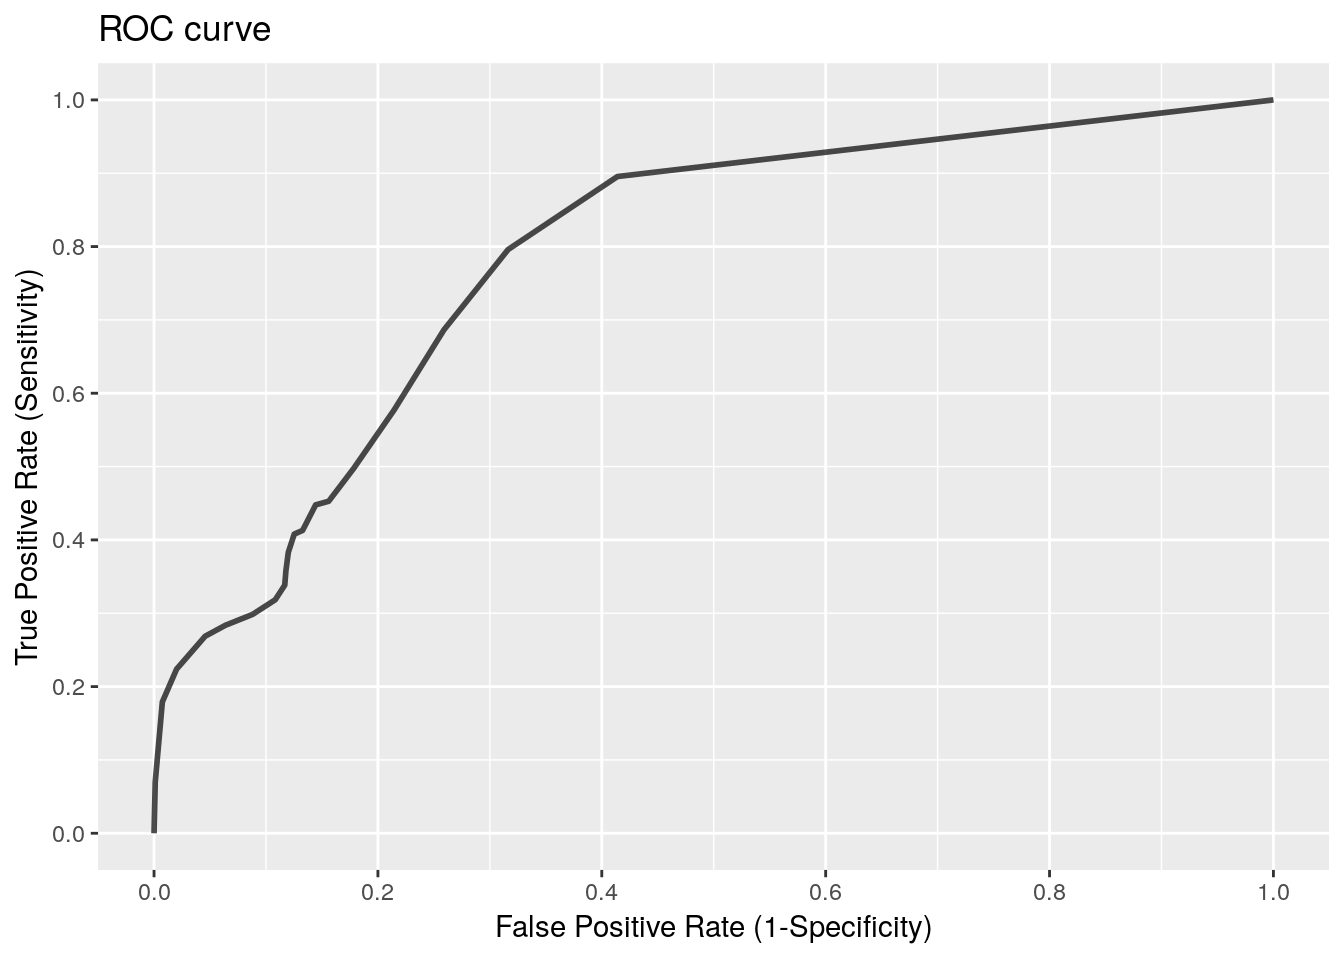 ROC curve
1.0
0.8
0.6
0.4
0.2
0.0
True Positive Rate (Sensitivity)
0.0 0.2 0.4 0.6 0.8 1.0
False Positive Rate (1-Specificity)